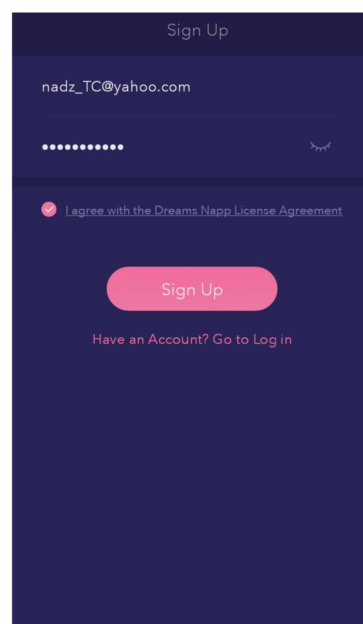 Sign Up
nadz_TC@yahoo.com
•••••••••••
I agree with the Dreams Napp License Agreement
Sign Up
Have an Account? Go to Log in